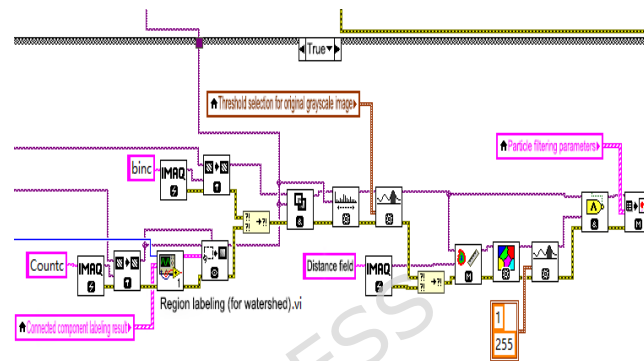 True
Threshold selection for original grayscale image
Particle filtering parameters
binc
IMAQ
Countc
IMAQ
1
Region labeling (for watershed).vi
Connected component labeling result
Distance field
IMAQ
1
255
ESS